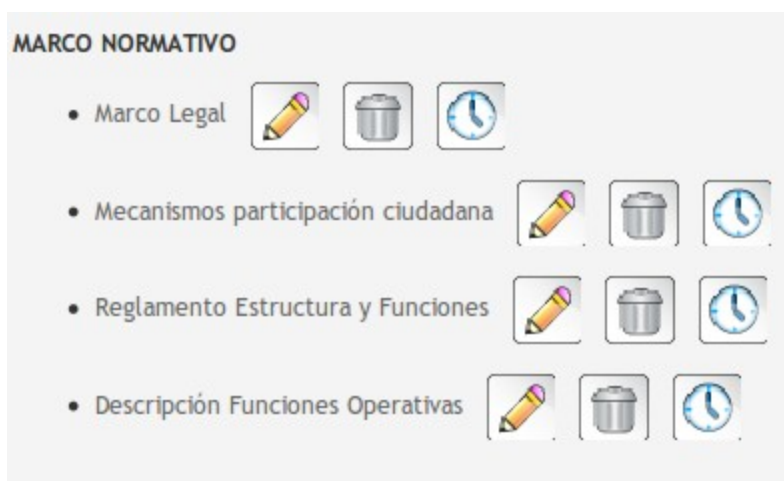 MARCO NORMATIVO
Marco Legal
Mecanismos participación ciudadana
Reglamento Estructura y Funciones
Descripción Funciones Operativas